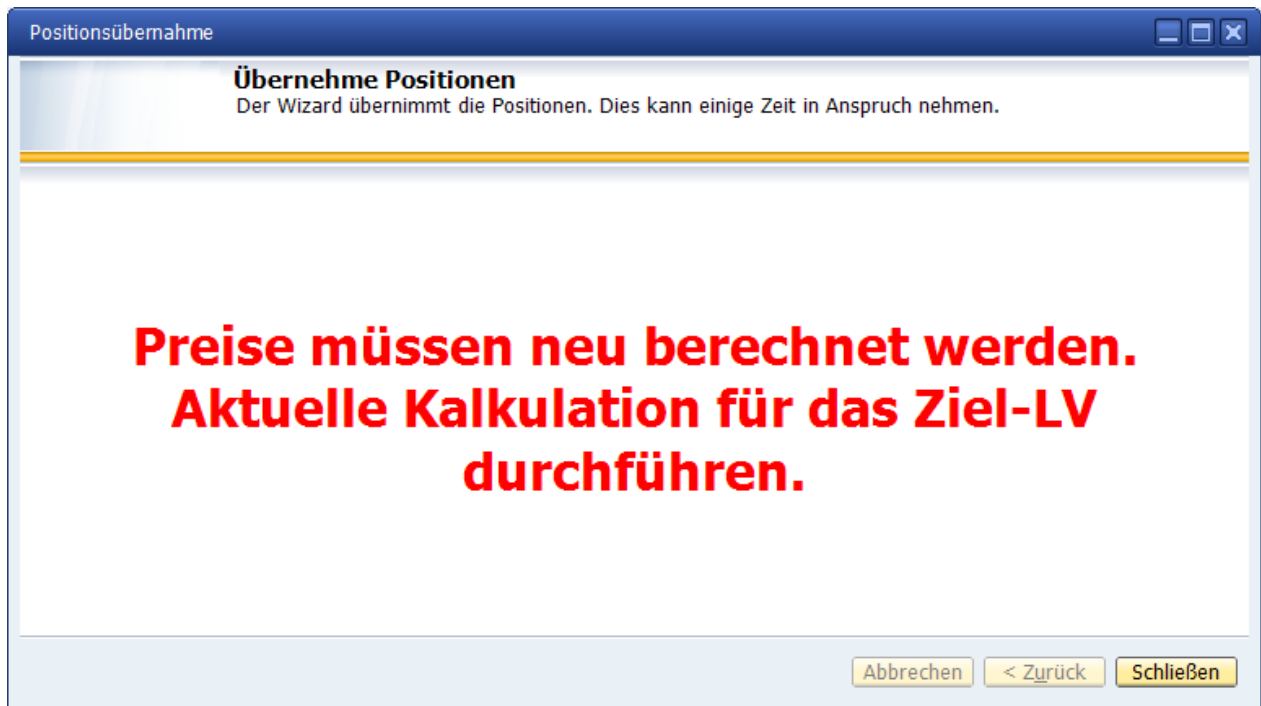 Positionsübernahme
Übernehme Positionen
Der Wizard übernimmt die Positionen. Dies kann einige Zeit in Anspruch nehmen.
Preise müssen neu berechnet werden.
Aktuelle Kalkulation für das Ziel-LV
durchführen.
Abbrechen < Zurück Schließen